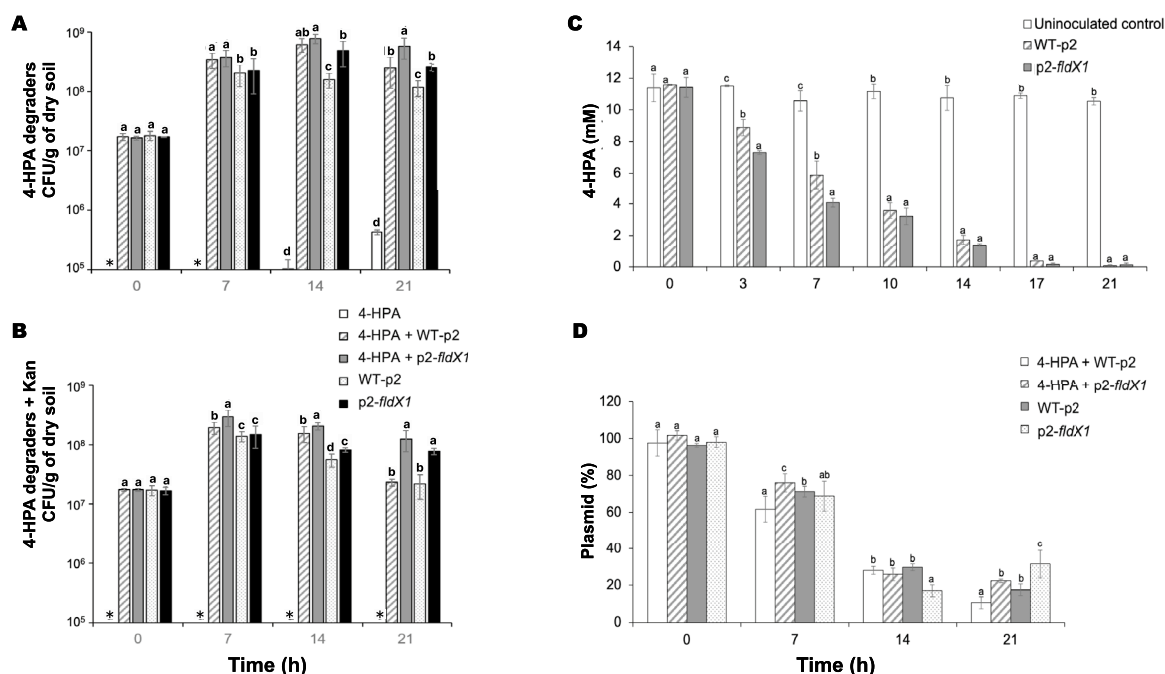 A
4-HPA degraders
CFU/g of dry soil
10⁹
10⁸
10⁷
10⁶
10⁵
a a a a
a a b b
ab a c b
b a c b
* * d d
0 7 14 21
B
4-HPA degraders + Kan
CFU/g of dry soil
4-HPA
4-HPA + WT-p2
4-HPA + p2-fldX1
WT-p2
p2-fldX1
10⁹
10⁸
10⁷
10⁶
10⁵
a a a a
b a c c
b a d c
b a b a
* * * *
0 7 14 21
Time (h)
C
Uninoculated control
WT-p2
p2-fldX1
4-HPA (mM)
14
12
10
8
6
4
2
0
a a a
c b a
c b a
b a a
b a a
b a a
b a a
0 3 7 10 14 17 21
D
4-HPA + WT-p2
4-HPA + p2-fldX1
WT-p2
p2-fldX1
Plasmid (%)
120
100
80
60
40
20
0
a a a a
a c b ab
b b b a
a b b c
0 7 14 21
Time (h)